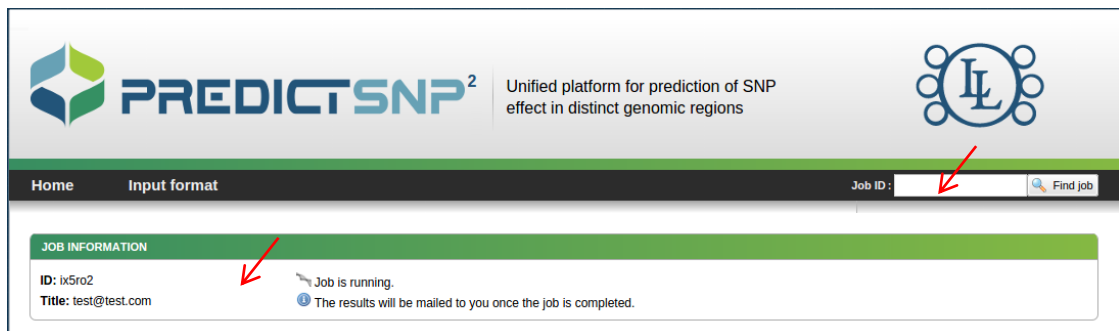 PREDICTSNP²
Unified platform for prediction of SNP
effect in distinct genomic regions
LL
Home Input format Job ID : Find job
JOB INFORMATION
ID: ix5ro2 Job is running.
Title: test@test.com The results will be mailed to you once the job is completed.